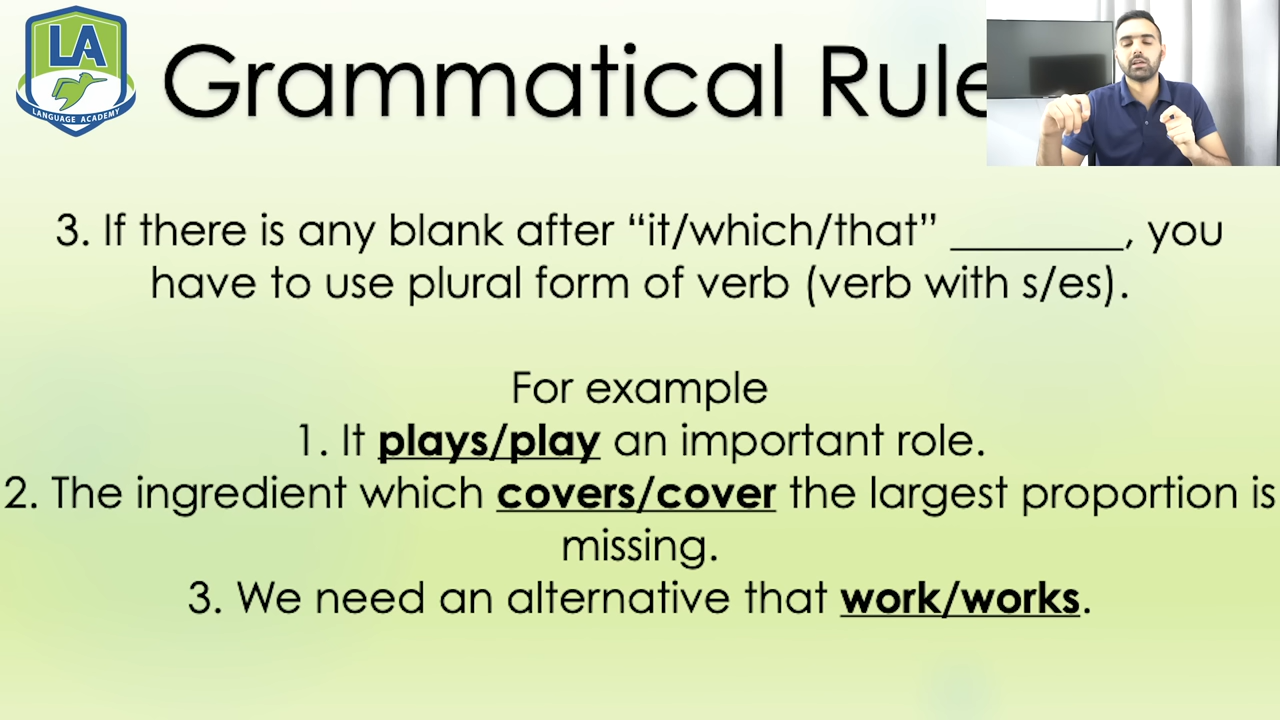 LA
LANGUAGE ACADEMY
Grammatical Rule
3. If there is any blank after “it/which/that” ________, you
have to use plural form of verb (verb with s/es).
For example
1. It plays/play an important role.
2. The ingredient which covers/cover the largest proportion is
missing.
3. We need an alternative that work/works.